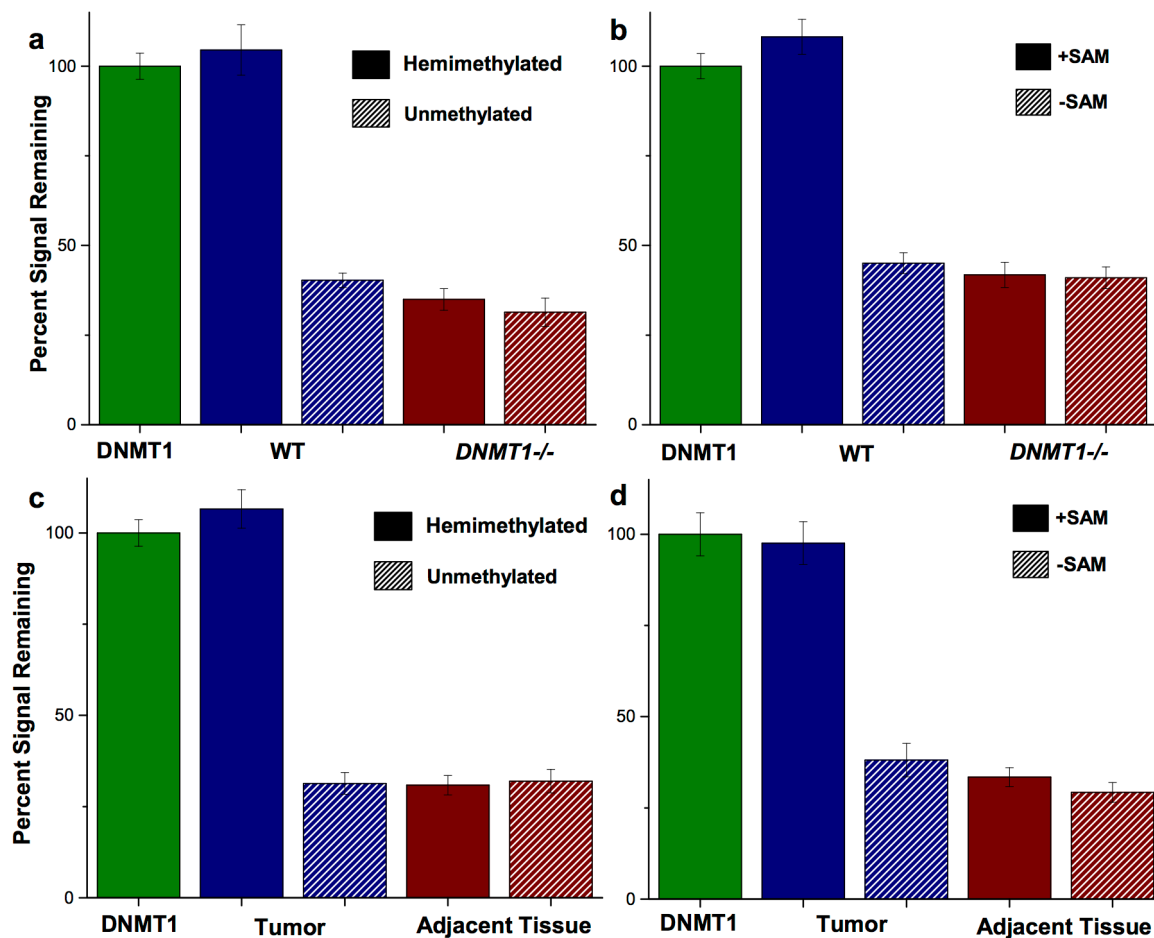 a
Hemimethylated
Unmethylated
Percent Signal Remaining
100
50
0
DNMT1 WT DNMT1-/-
b
+SAM
-SAM
100
50
0
DNMT1 WT DNMT1-/-
c
Hemimethylated
Unmethylated
Percent Signal Remaining
100
50
0
DNMT1 Tumor Adjacent Tissue
d
+SAM
-SAM
100
50
0
DNMT1 Tumor Adjacent Tissue